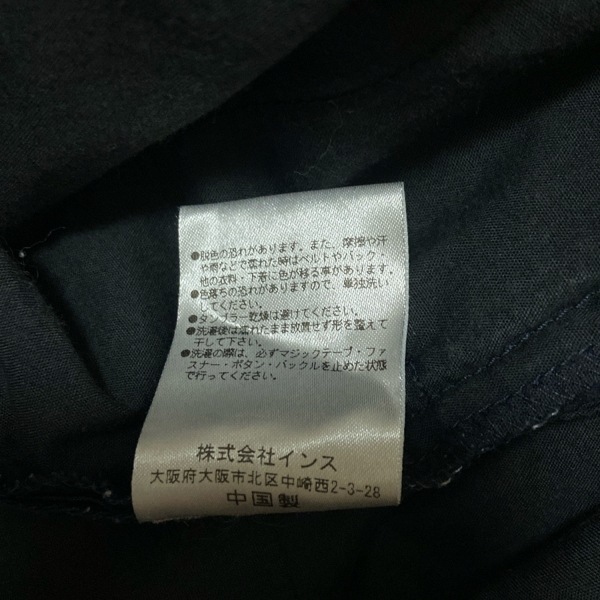 ●脱色の恐れがあります。また、摩擦や汗
や雨などで濡れた時はベルトやバック・
他の衣料・下着に色が移る事があります。
●色落ちの恐れがありますので、単独洗い
してください。
●タンブラー乾燥は避けてください。
●洗濯後は濡れたまま放置せず形を整えて
干して下さい。
●洗濯の際は、必ずマジックテープ・ファ
スナー・ボタン・バックルを止めた状態
で行ってください。
株式会社インス
大阪府大阪市北区中崎西2-3-28
中国製